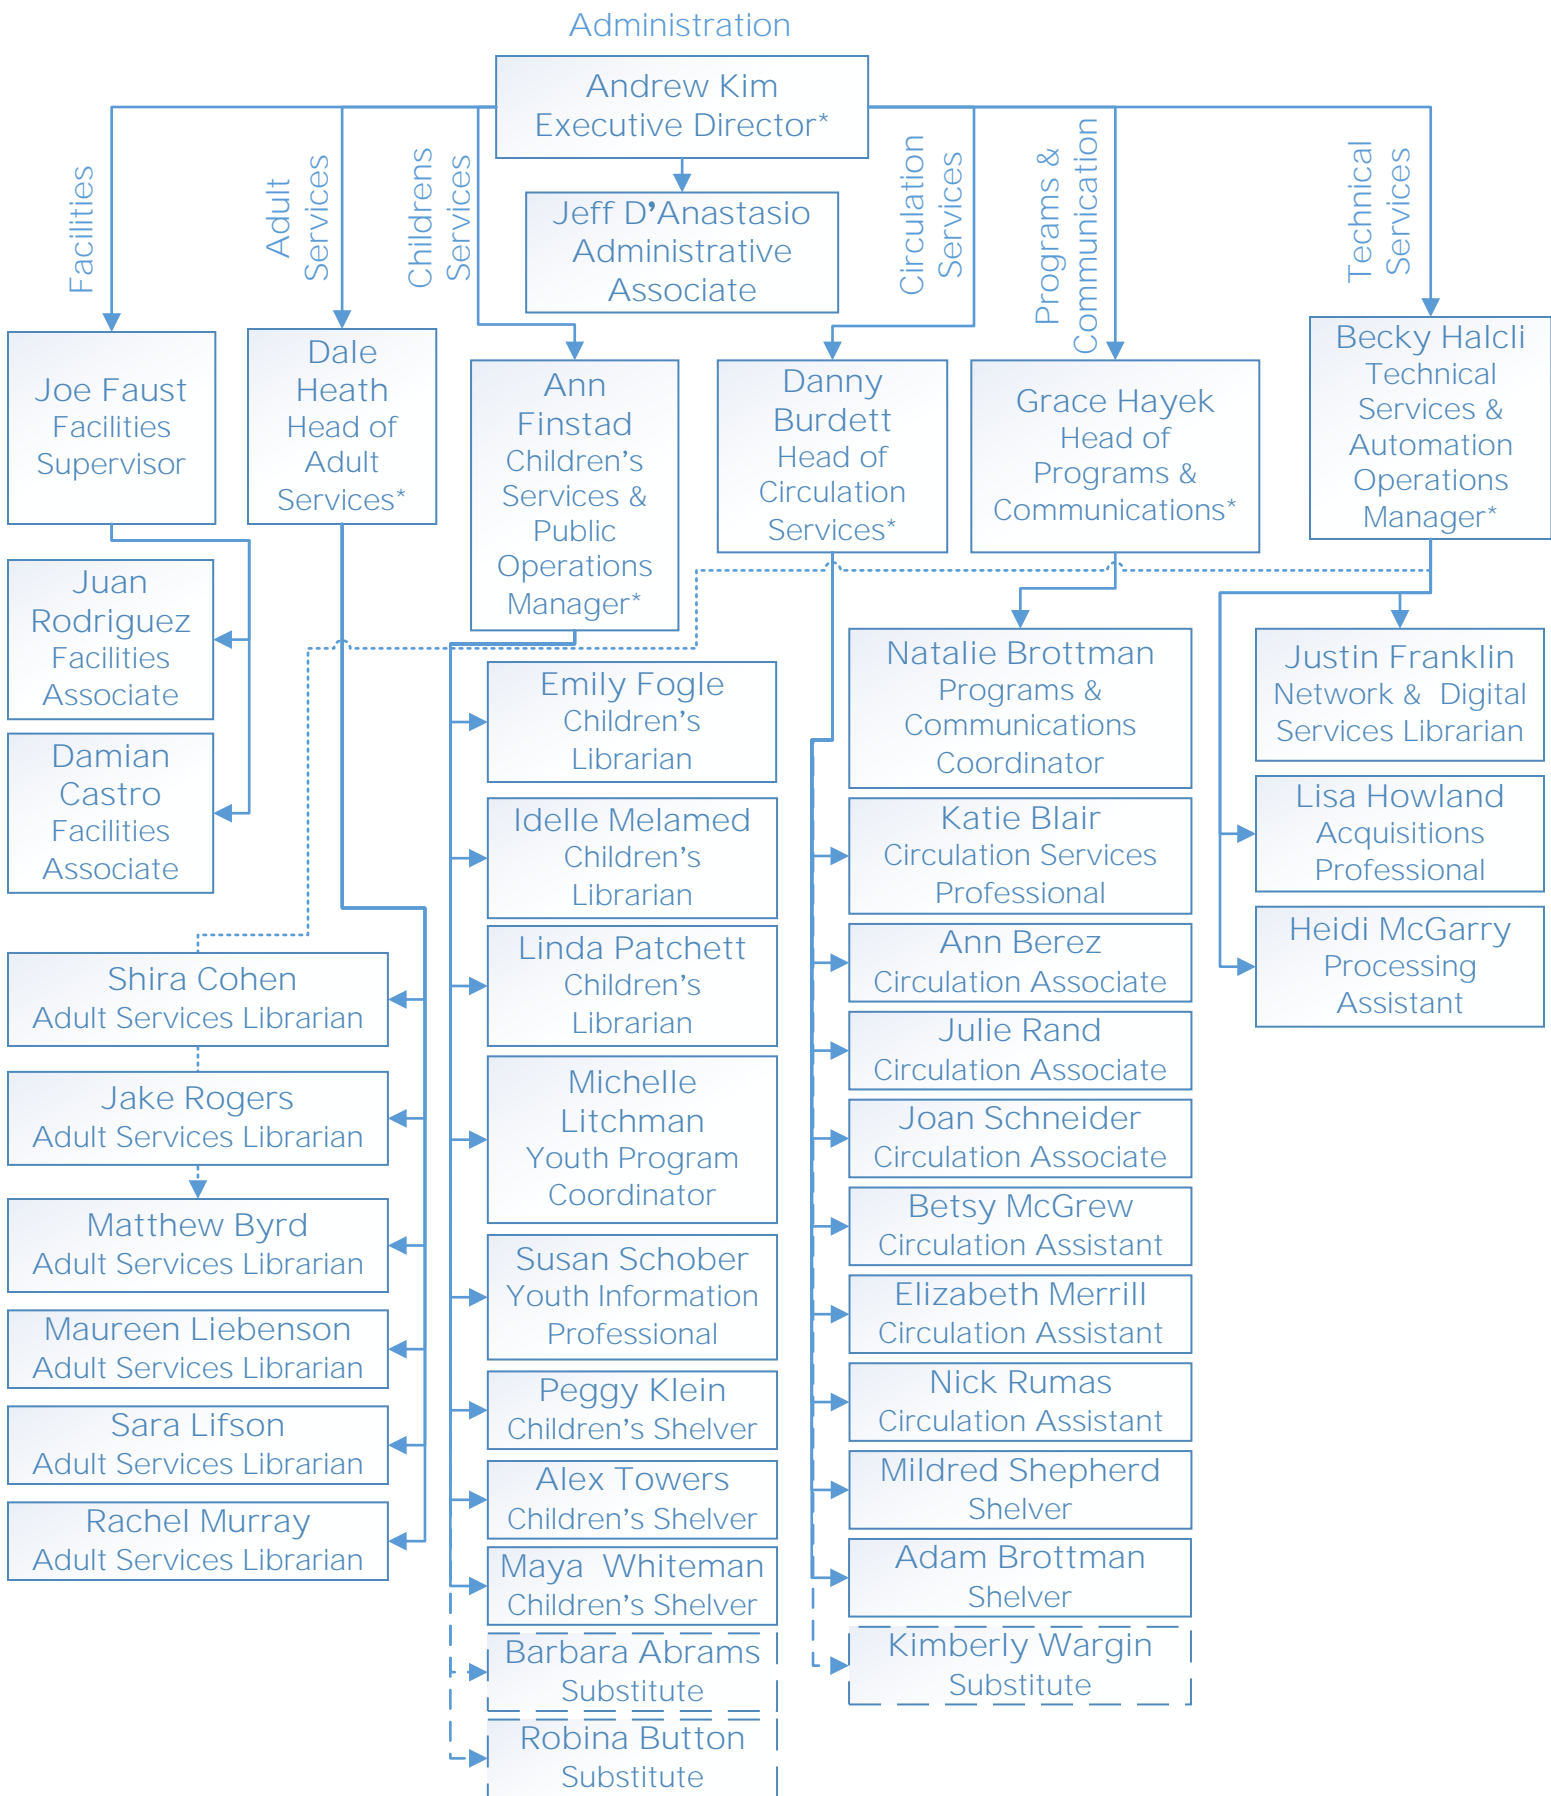 Administration
Andrew Kim
Executive Director*
Jeff D’Anastasio
Administrative
Associate
Facilities
Adult
Services
Childrens
Services
Circulation
Services
Programs &
Communication
Technical
Services
Joe Faust
Facilities
Supervisor
Juan
Rodriguez
Facilities
Associate
Damian
Castro
Facilities
Associate
Dale
Heath
Head of
Adult
Services*
Shira Cohen
Adult Services Librarian
Jake Rogers
Adult Services Librarian
Matthew Byrd
Adult Services Librarian
Maureen Liebenson
Adult Services Librarian
Sara Lifson
Adult Services Librarian
Rachel Murray
Adult Services Librarian
Ann
Finstad
Children’s
Services &
Public
Operations
Manager*
Emily Fogle
Children’s
Librarian
Idelle Melamed
Children’s
Librarian
Linda Patchett
Children’s
Librarian
Michelle
Litchman
Youth Program
Coordinator
Susan Schober
Youth Information
Professional
Peggy Klein
Children’s Shelver
Alex Towers
Children’s Shelver
Maya Whiteman
Children’s Shelver
Barbara Abrams
Substitute
Robina Button
Substitute
Danny
Burdett
Head of
Circulation
Services*
Grace Hayek
Head of
Programs &
Communications*
Natalie Brottman
Programs &
Communications
Coordinator
Katie Blair
Circulation Services
Professional
Ann Berez
Circulation Associate
Julie Rand
Circulation Associate
Joan Schneider
Circulation Associate
Betsy McGrew
Circulation Assistant
Elizabeth Merrill
Circulation Assistant
Nick Rumas
Circulation Assistant
Mildred Shepherd
Shelver
Adam Brottman
Shelver
Kimberly Wargin
Substitute
Becky Halcli
Technical
Services &
Automation
Operations
Manager*
Justin Franklin
Network & Digital
Services Librarian
Lisa Howland
Acquisitions
Professional
Heidi McGarry
Processing
Assistant